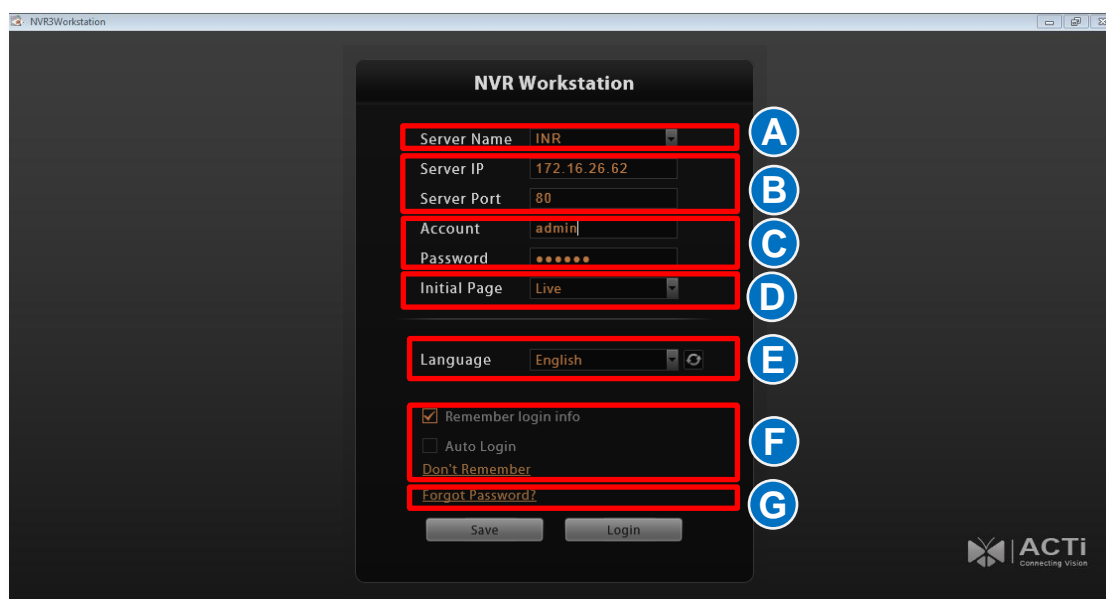 NVR3Workstation
NVR Workstation
Server Name INR A
Server IP 172.16.26.62
Server Port 80 B
Account admin
Password •••••• C
Initial Page Live D
Language English E
Remember login info
Auto Login F
Don't Remember
Forgot Password? G
Save Login
ACTi
Connecting Vision